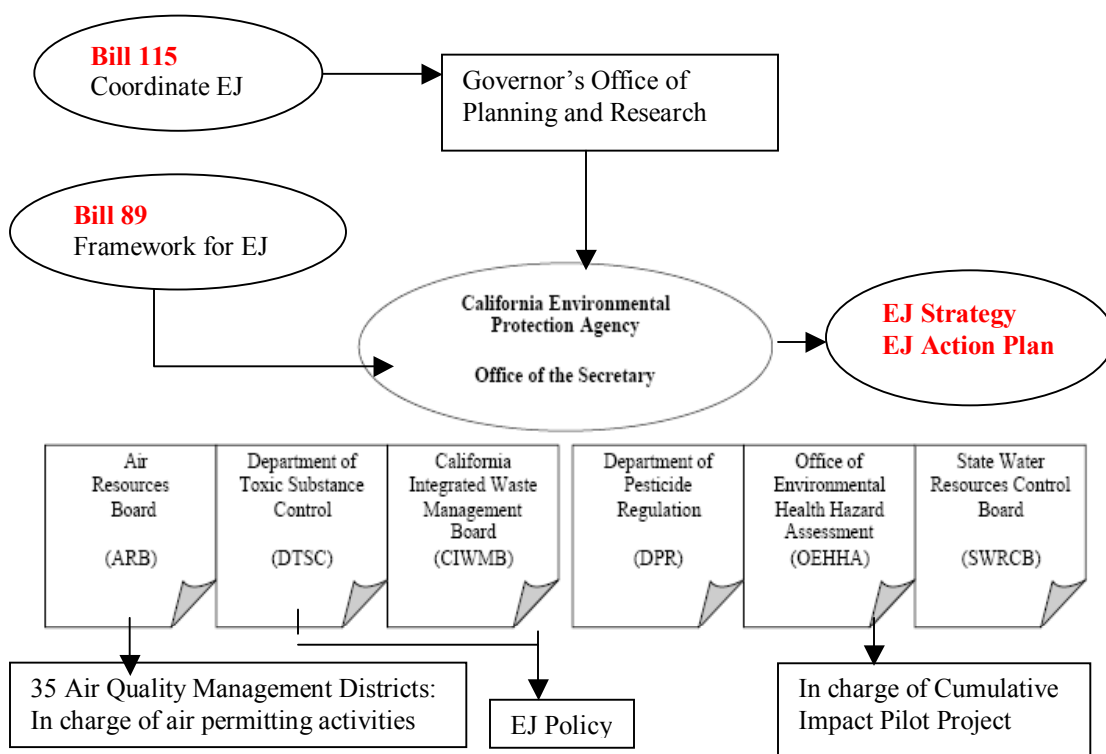 Bill 115
Coordinate EJ
Governor’s Office of
Planning and Research
Bill 89
Framework for EJ
California Environmental
Protection Agency
Office of the Secretary
EJ Strategy
EJ Action Plan
Air
Resources
Board
(ARB)
Department of
Toxic Substance
Control
(DTSC)
California
Integrated Waste
Management
Board
(CIWMB)
Department of
Pesticide
Regulation
(DPR)
Office of
Environmental
Health Hazard
Assessment
(OEHHA)
State Water
Resources Control
Board
(SWRCB)
35 Air Quality Management Districts:
In charge of air permitting activities
EJ Policy
In charge of Cumulative
Impact Pilot Project